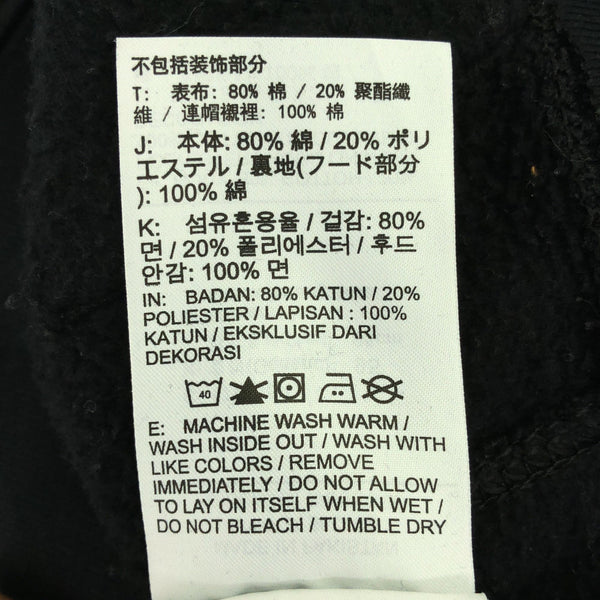 不包括装饰部分
T: 表布: 80% 棉 / 20% 聚酯纖
維 / 連帽襯裡: 100% 棉
J: 本体: 80% 綿 / 20% ポリ
エステル / 裏地(フード部分
): 100% 綿
K: 섬유혼용율 / 겉감: 80%
면 / 20% 폴리에스터 / 후드
안감: 100% 면
IN: BADAN: 80% KATUN / 20%
POLIESTER / LAPISAN : 100%
KATUN / EKSKLUSIF DARI
DEKORASI
40
E: MACHINE WASH WARM /
WASH INSIDE OUT / WASH WITH
LIKE COLORS / REMOVE
IMMEDIATELY / DO NOT ALLOW
TO LAY ON ITSELF WHEN WET /
DO NOT BLEACH / TUMBLE DRY